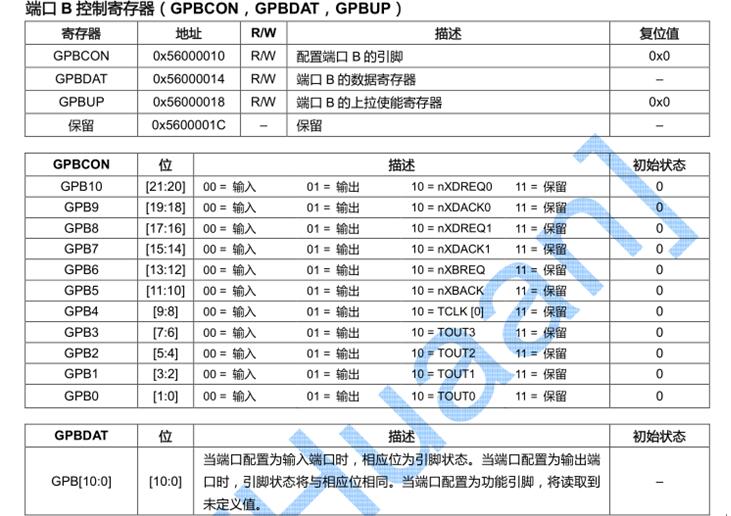 端口 B 控制寄存器（GPBCON，GPBDAT，GPBUP）
寄存器 地址 R/W 描述 复位值
GPBCON 0x56000010 R/W 配置端口 B 的引脚 0x0
GPBDAT 0x56000014 R/W 端口 B 的数据寄存器 –
GPBUP 0x56000018 R/W 端口 B 的上拉使能寄存器 0x0
保留 0x5600001C – 保留 –
GPBCON 位 描述 初始状态
GPB10 [21:20] 00 = 输入 01 = 输出 10 = nXDREQ0 11 = 保留 0
GPB9 [19:18] 00 = 输入 01 = 输出 10 = nXDACK0 11 = 保留 0
GPB8 [17:16] 00 = 输入 01 = 输出 10 = nXDREQ1 11 = 保留 0
GPB7 [15:14] 00 = 输入 01 = 输出 10 = nXDACK1 11 = 保留 0
GPB6 [13:12] 00 = 输入 01 = 输出 10 = nXBREQ 11 = 保留 0
GPB5 [11:10] 00 = 输入 01 = 输出 10 = nXBACK 11 = 保留 0
GPB4 [9:8] 00 = 输入 01 = 输出 10 = TCLK [0] 11 = 保留 0
GPB3 [7:6] 00 = 输入 01 = 输出 10 = TOUT3 11 = 保留 0
GPB2 [5:4] 00 = 输入 01 = 输出 10 = TOUT2 11 = 保留 0
GPB1 [3:2] 00 = 输入 01 = 输出 10 = TOUT1 11 = 保留 0
GPB0 [1:0] 00 = 输入 01 = 输出 10 = TOUT0 11 = 保留 0
GPBDAT 位 描述 初始状态
GPB[10:0] [10:0] 当端口配置为输入端口时，相应位为引脚状态。当端口配置为输出端
口时，引脚状态将与相应位相同。当端口配置为功能引脚，将读取到
未定义值。 –
Huaan]